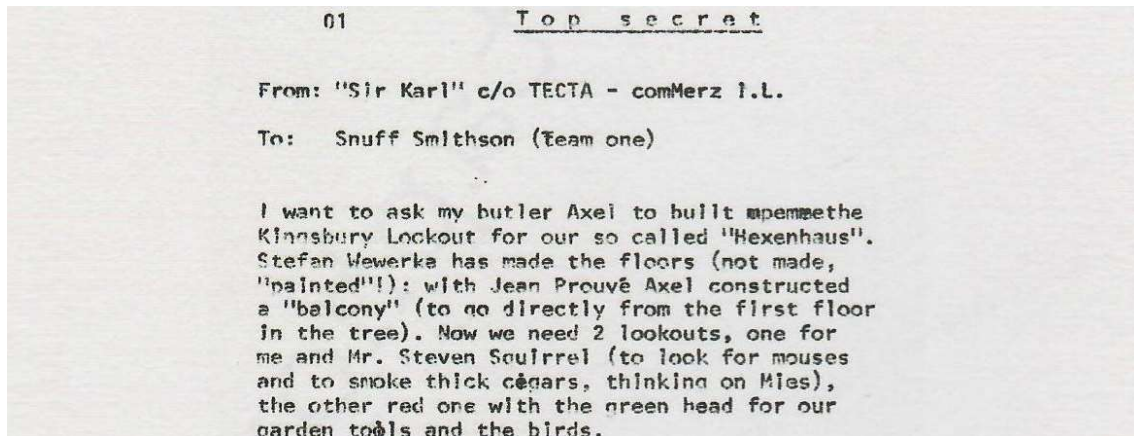 01 Top secret
From: "Sir Karl" c/o TECTA - comMerz I.L.
To: Snuff Smithson (Team one)
I want to ask my butler Axel to built the
Kingsbury Lockout for our so called "Hexenhaus".
Stefan Wewerka has made the floors (not made,
"painted"!): with Jean Prouvé Axel constructed
a "balcony" (to go directly from the first floor
in the tree). Now we need 2 lookouts, one for
me and Mr. Steven Squirrel (to look for mouses
and to smoke thick cegars, thinking on Mies),
the other red one with the green head for our
garden tools and the birds.